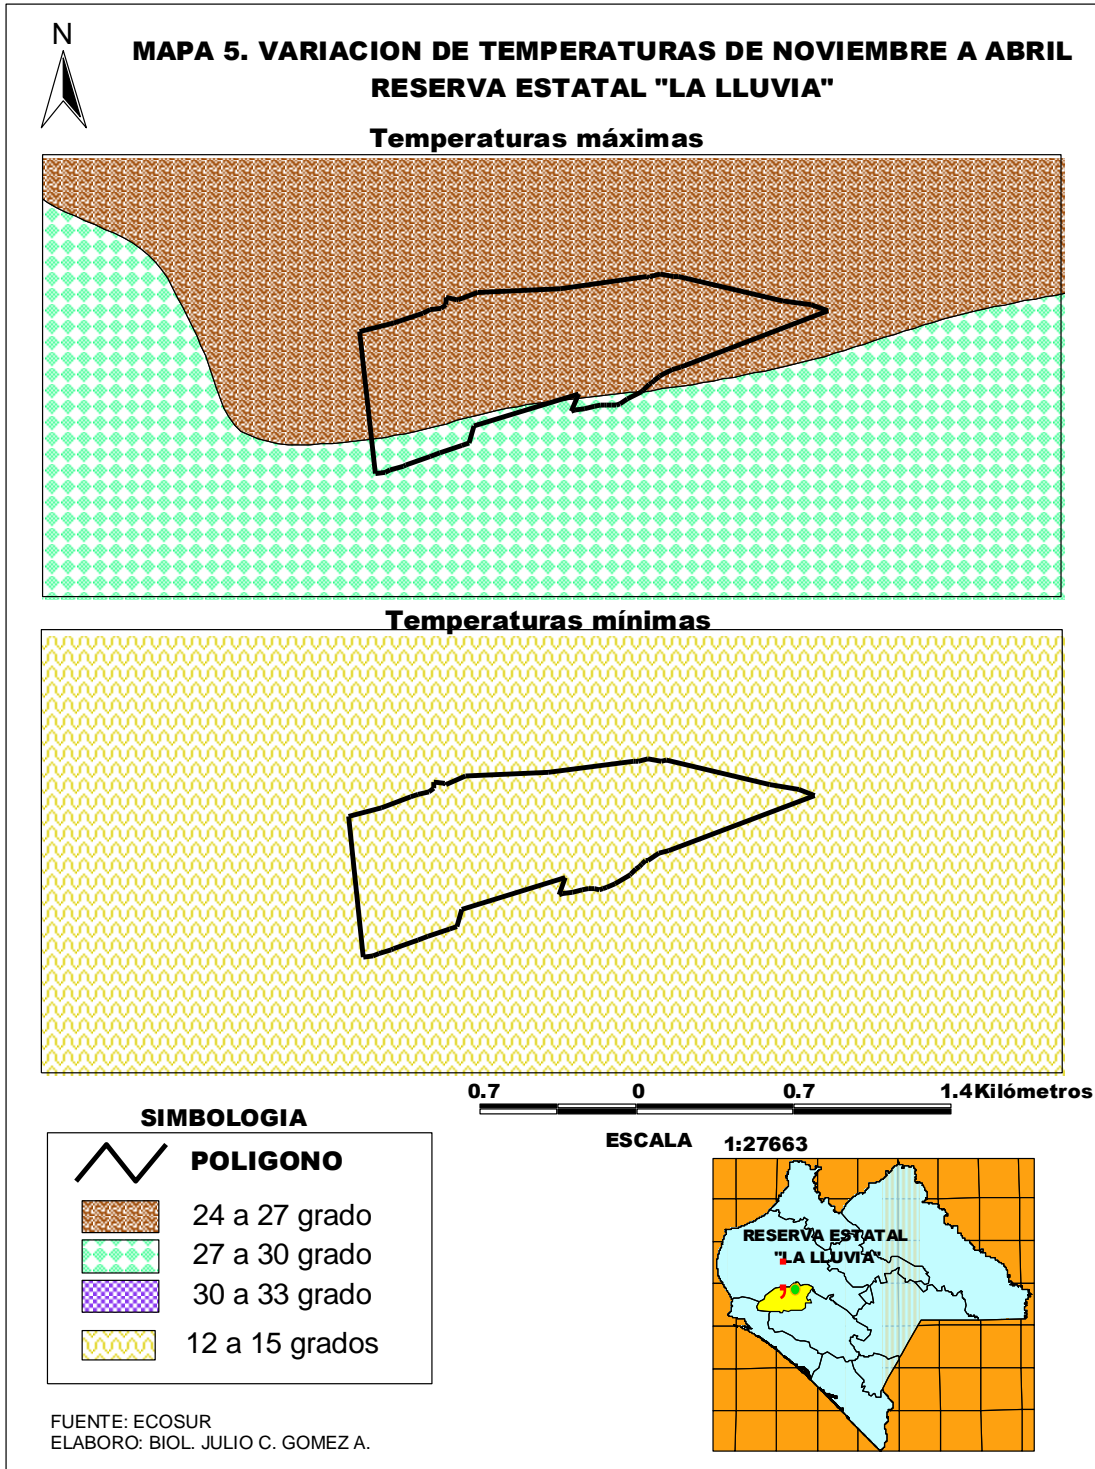 N
MAPA 5. VARIACION DE TEMPERATURAS DE NOVIEMBRE A ABRIL
RESERVA ESTATAL "LA LLUVIA"
Temperaturas máximas
Temperaturas mínimas
0.7 0 0.7 1.4Kilómetros
ESCALA 1:27663
SIMBOLOGIA
POLIGONO
24 a 27 grado
27 a 30 grado
30 a 33 grado
12 a 15 grados
RESERVA ESTATAL
"LA LLUVIA"
FUENTE: ECOSUR
ELABORO: BIOL. JULIO C. GOMEZ A.